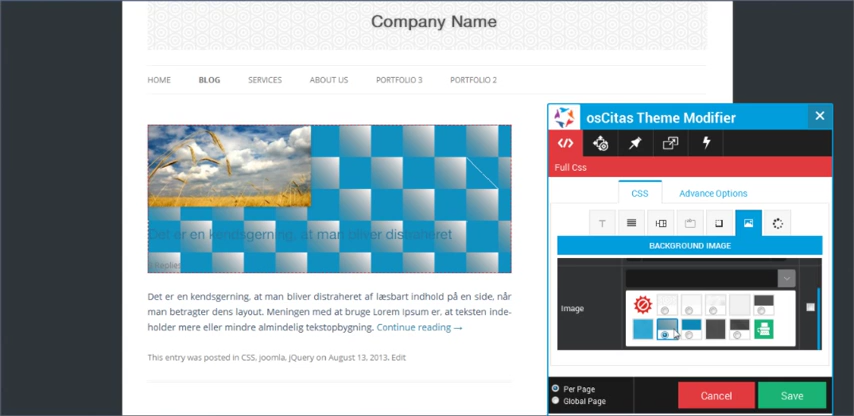 Company Name
HOME BLOG SERVICES ABOUT US PORTFOLIO 3 PORTFOLIO 2
Det er en kendsgerning, at man bliver distraheret
Replies
Det er en kendsgerning, at man bliver distraheret af læsbart indhold på en side, når
man betragter dens layout. Meningen med at bruge Lorem Ipsum er, at teksten inde-
holder mere eller mindre almindelig tekstopbygning. Continue reading →
This entry was posted in CSS, joomla, jQuery on August 13, 2013. Edit
osCitas Theme Modifier
Full Css
CSS Advance Options
BACKGROUND IMAGE
Image
Per Page
Global Page
Cancel Save